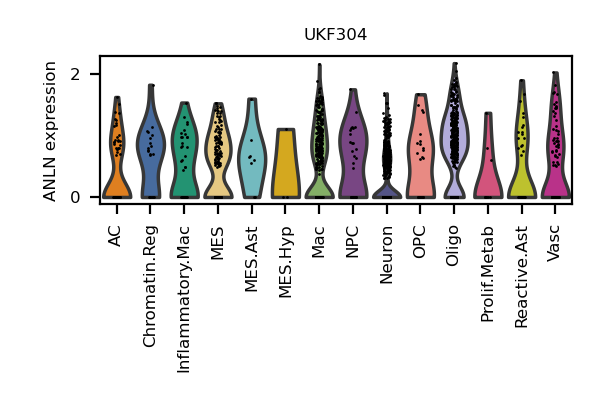 UKF304
ANLN expression
2
0
AC
Chromatin.Reg
Inflammatory.Mac
MES
MES.Ast
MES.Hyp
Mac
NPC
Neuron
OPC
Oligo
Prolif.Metab
Reactive.Ast
Vasc